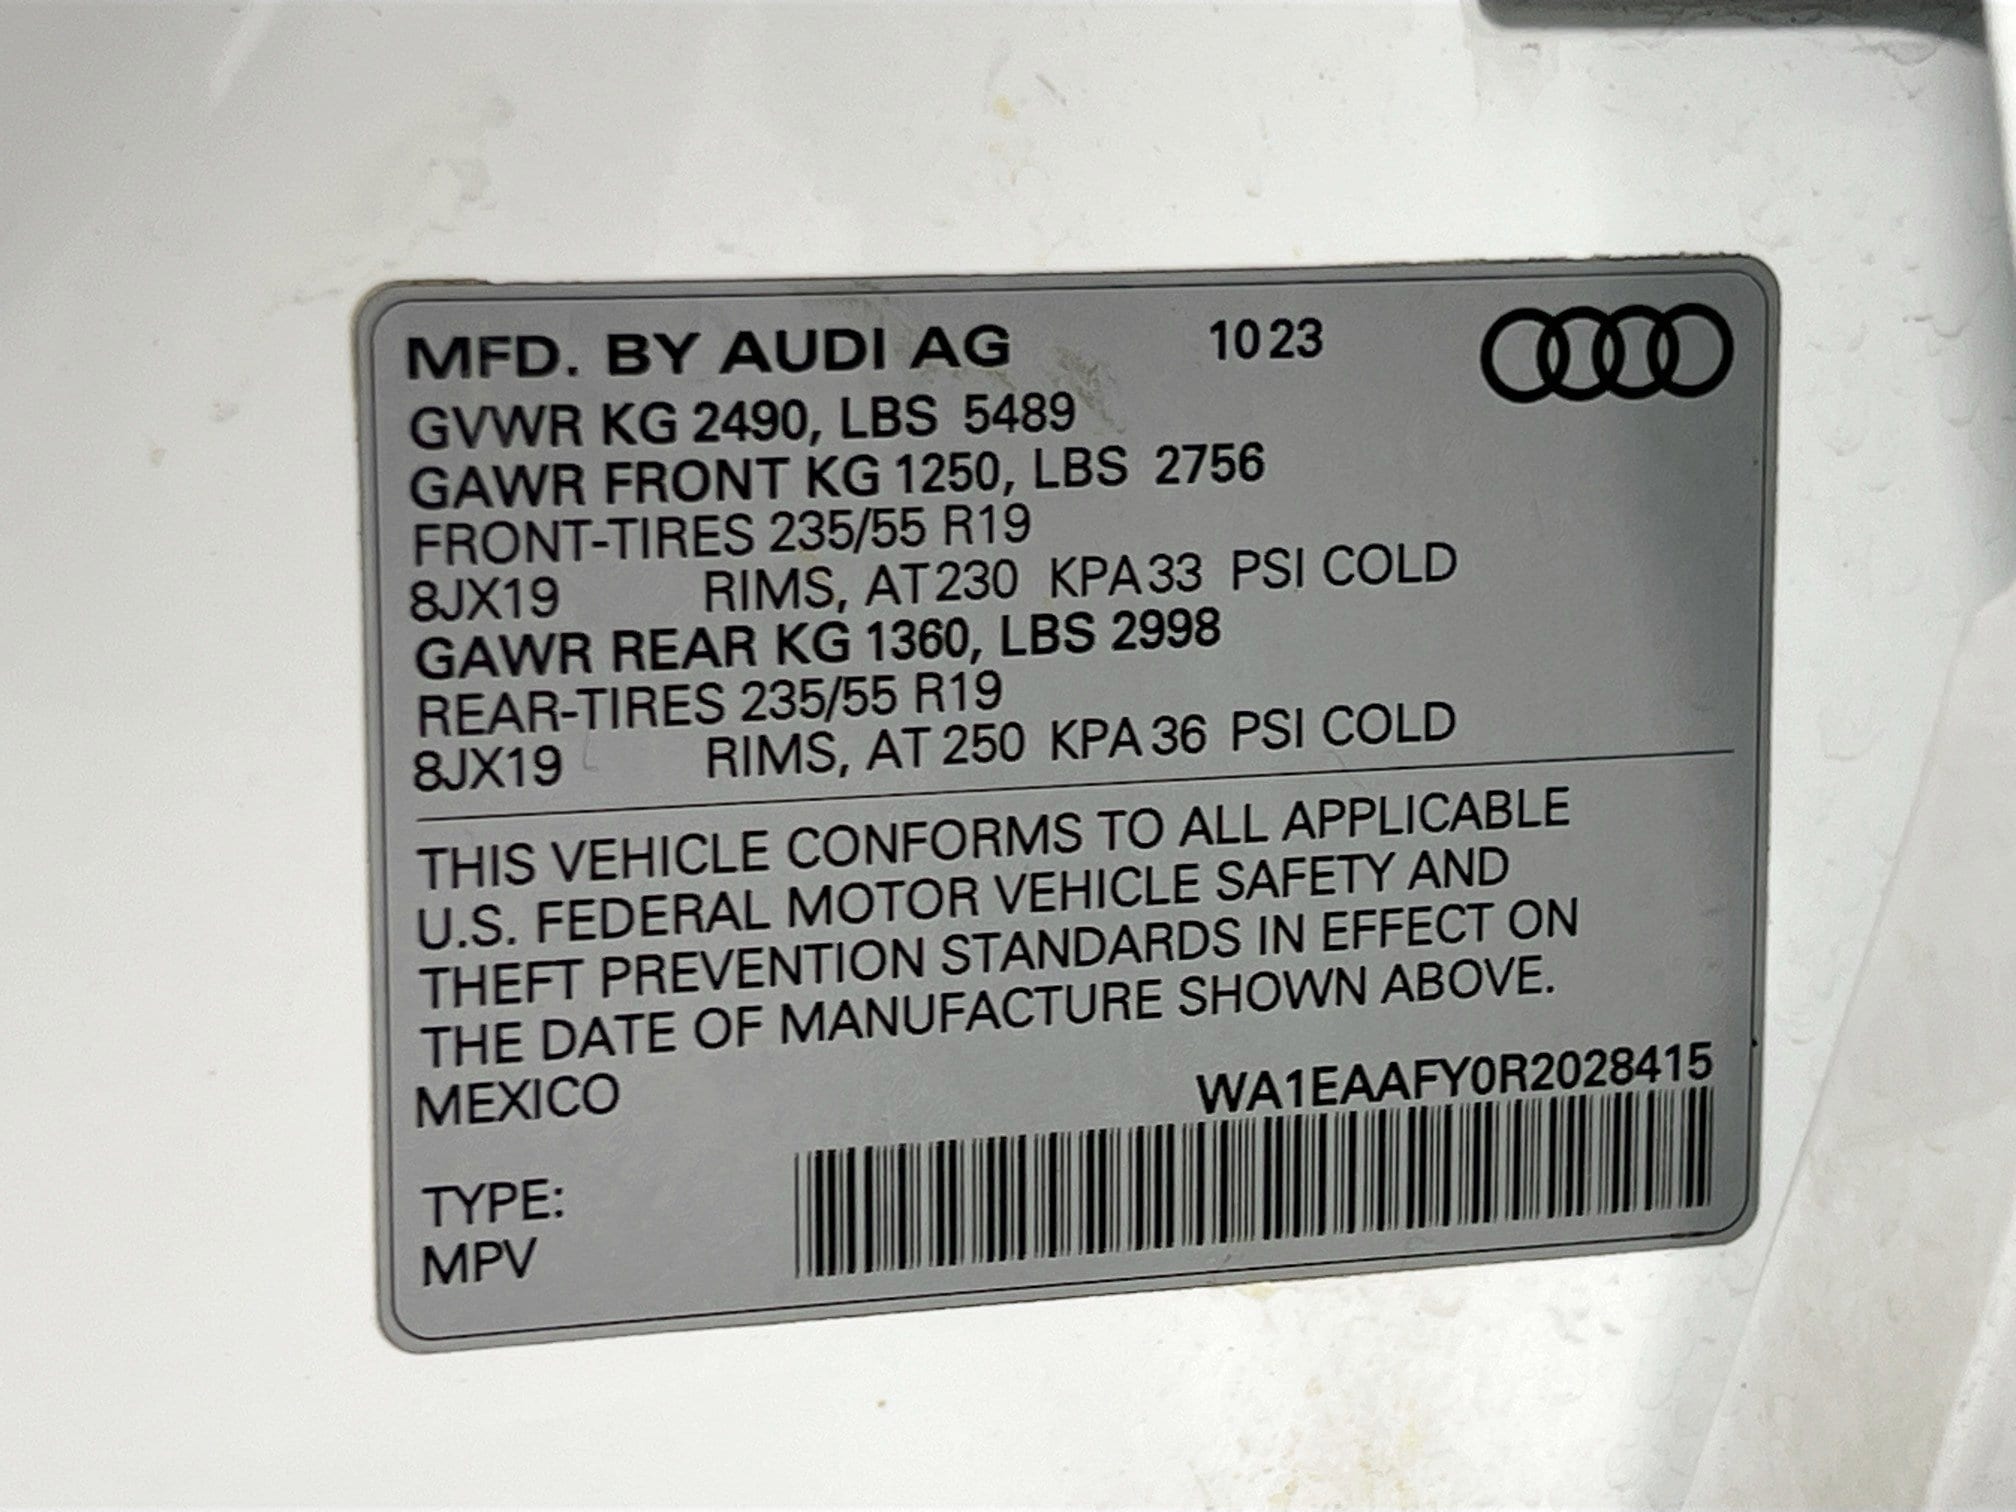 MFD. BY AUDI AG 10 23
GVWR KG 2490, LBS 5489
GAWR FRONT KG 1250, LBS 2756
FRONT-TIRES 235/55 R19
8JX19 RIMS, AT 230 KPA 33 PSI COLD
GAWR REAR KG 1360, LBS 2998
REAR-TIRES 235/55 R19
8JX19 RIMS, AT 250 KPA 36 PSI COLD
THIS VEHICLE CONFORMS TO ALL APPLICABLE
U.S. FEDERAL MOTOR VEHICLE SAFETY AND
THEFT PREVENTION STANDARDS IN EFFECT ON
THE DATE OF MANUFACTURE SHOWN ABOVE.
MEXICO WA1EAAFY0R2028415
TYPE:
MPV